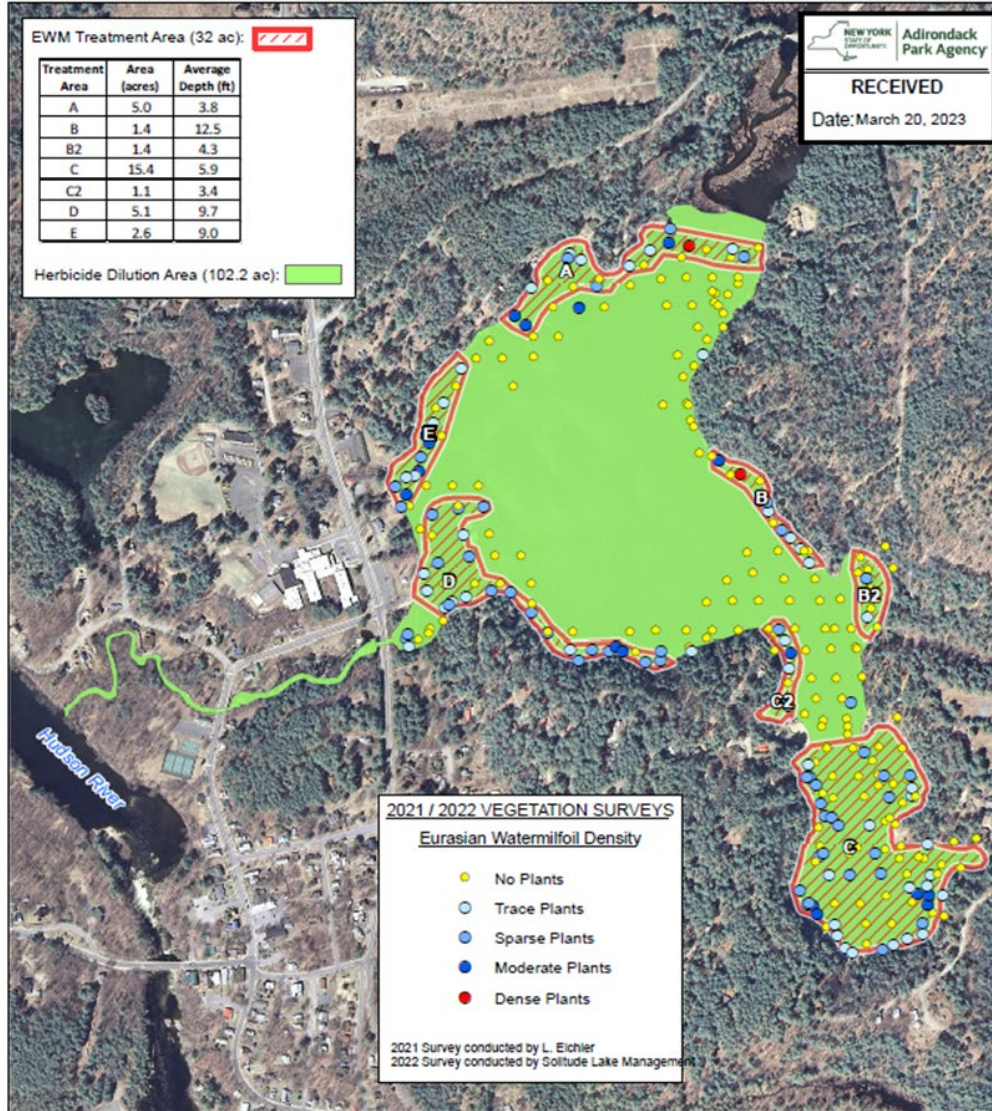 EWM Treatment Area (32 ac):
Treatment Area Area (acres) Average Depth (ft)
A 5.0 3.8
B 1.4 12.5
B2 1.4 4.3
C 15.4 5.9
C2 1.1 3.4
D 5.1 9.7
E 2.6 9.0
Herbicide Dilution Area (102.2 ac):
NEW YORK
STATE OF
OPPORTUNITY
Adirondack
Park Agency
RECEIVED
Date: March 20, 2023
A
E
B
D
B2
C2
C
Hudson River
2021 / 2022 VEGETATION SURVEYS
Eurasian Watermilfoil Density
No Plants
Trace Plants
Sparse Plants
Moderate Plants
Dense Plants
2021 Survey conducted by L. Eichler
2022 Survey conducted by Solitude Lake Management